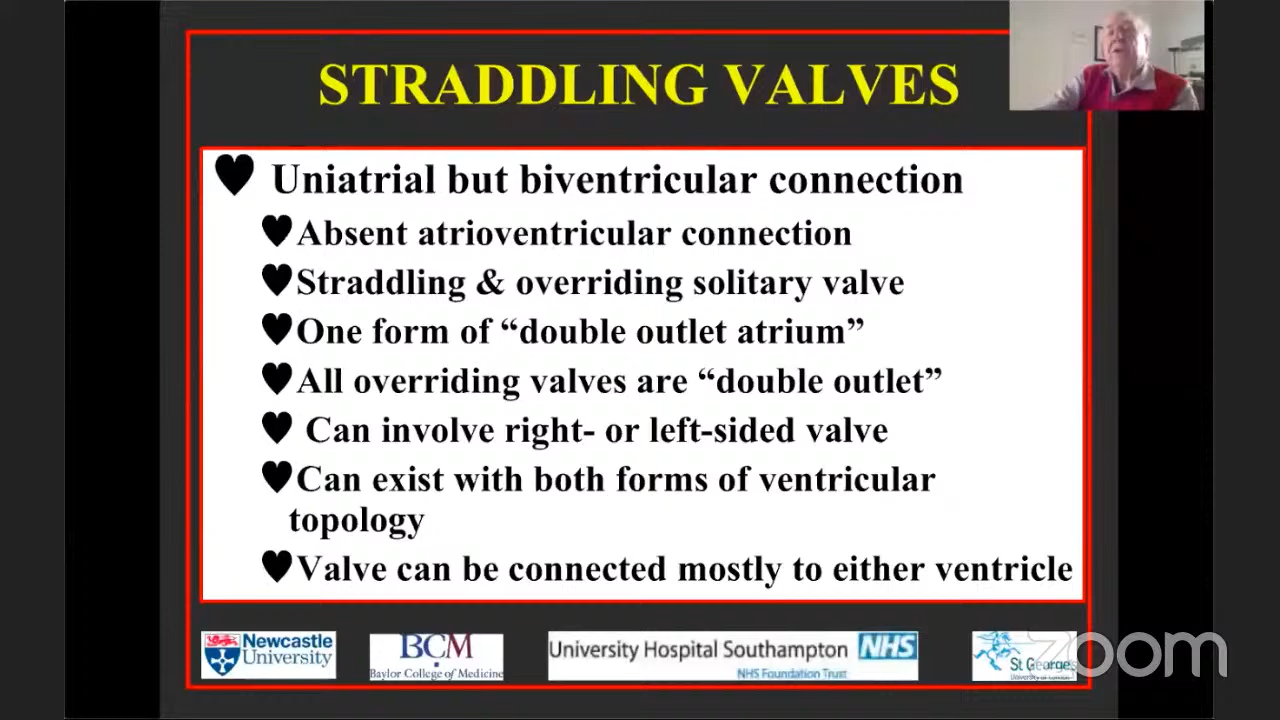 STRADDLING VALVES
Uniatrial but biventricular connection
Absent atrioventricular connection
Straddling & overriding solitary valve
One form of “double outlet atrium”
All overriding valves are “double outlet”
Can involve right- or left-sided valve
Can exist with both forms of ventricular
topology
Valve can be connected mostly to either ventricle
Newcastle
University
BCM
Baylor College of Medicine
University Hospital Southampton NHS
NHS Foundation Trust
St George's
zoom